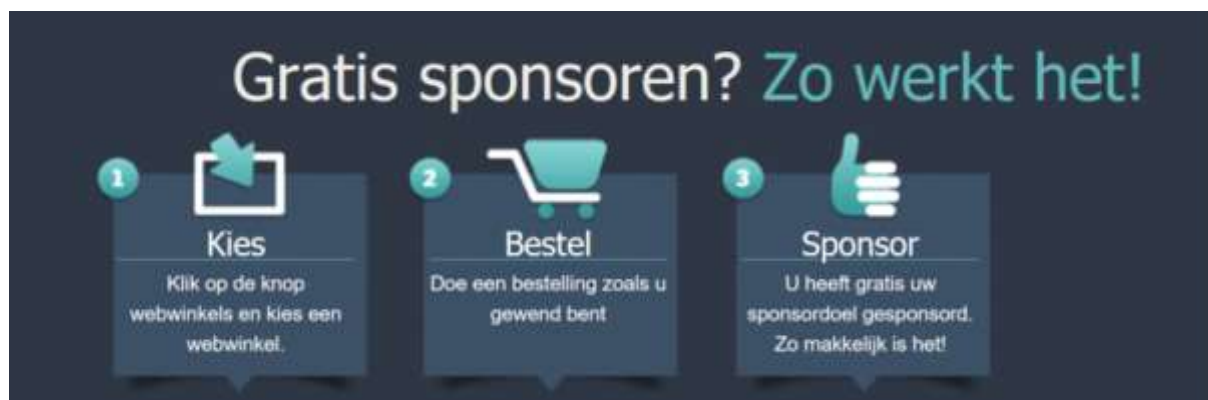 Gratis sponsoren? Zo werkt het!
1
Kies
Klik op de knop
webwinkels en kies een
webwinkel.
2
Bestel
Doe een bestelling zoals u
gewend bent
3
Sponsor
U heeft gratis uw
sponsordoel gesponsord.
Zo makkelijk is het!